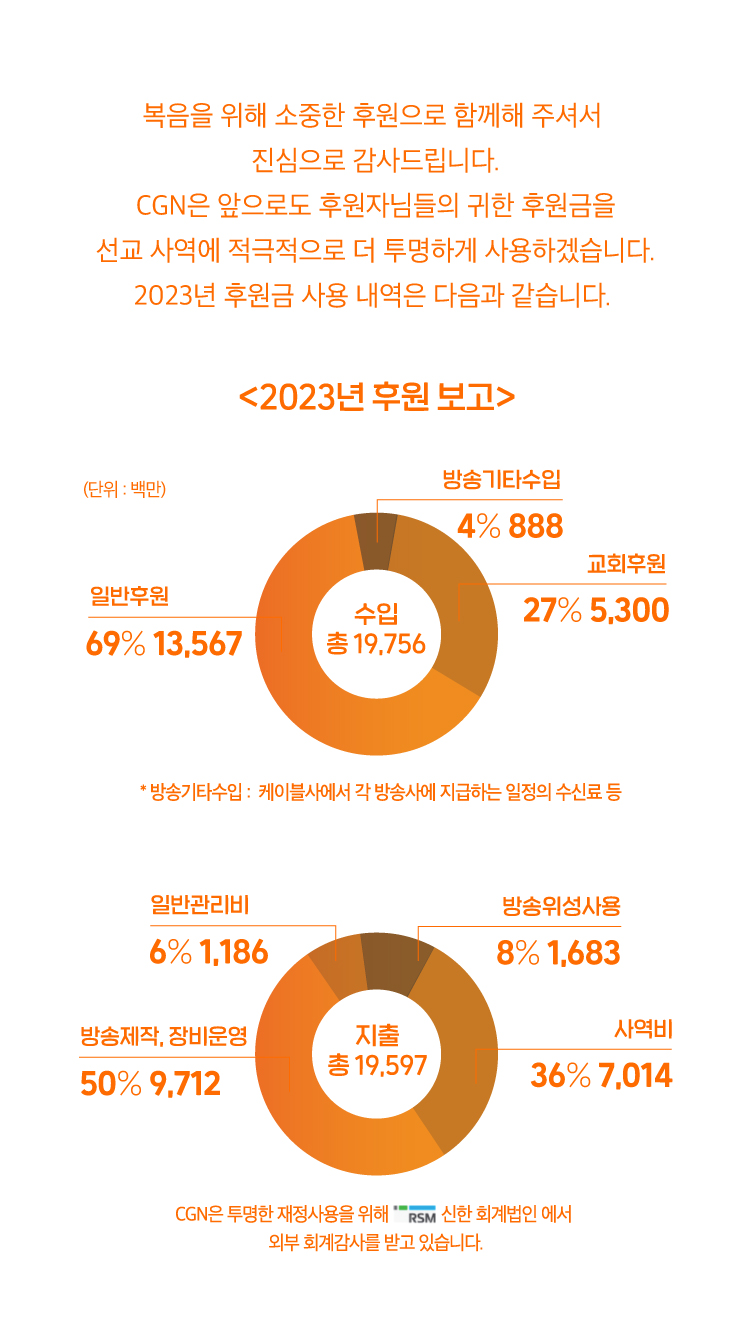 복음을 위해 소중한 후원으로 함께해 주셔서
진심으로 감사드립니다.
CGN은 앞으로도 후원자님들의 귀한 후원금을
선교 사역에 적극적으로 더 투명하게 사용하겠습니다.
2023년 후원금 사용 내역은 다음과 같습니다.
<2023년 후원 보고>
(단위 : 백만)
방송기타수입
4% 888
교회후원
27% 5,300
일반후원
69% 13,567
수입
총 19,756
* 방송기타수입 : 케이블사에서 각 방송사에 지급하는 일정의 수신료 등
일반관리비
6% 1,186
방송위성사용
8% 1,683
방송제작, 장비운영
50% 9,712
사역비
36% 7,014
지출
총 19,597
CGN은 투명한 재정사용을 위해 RSM 신한 회계법인 에서
외부 회계감사를 받고 있습니다.